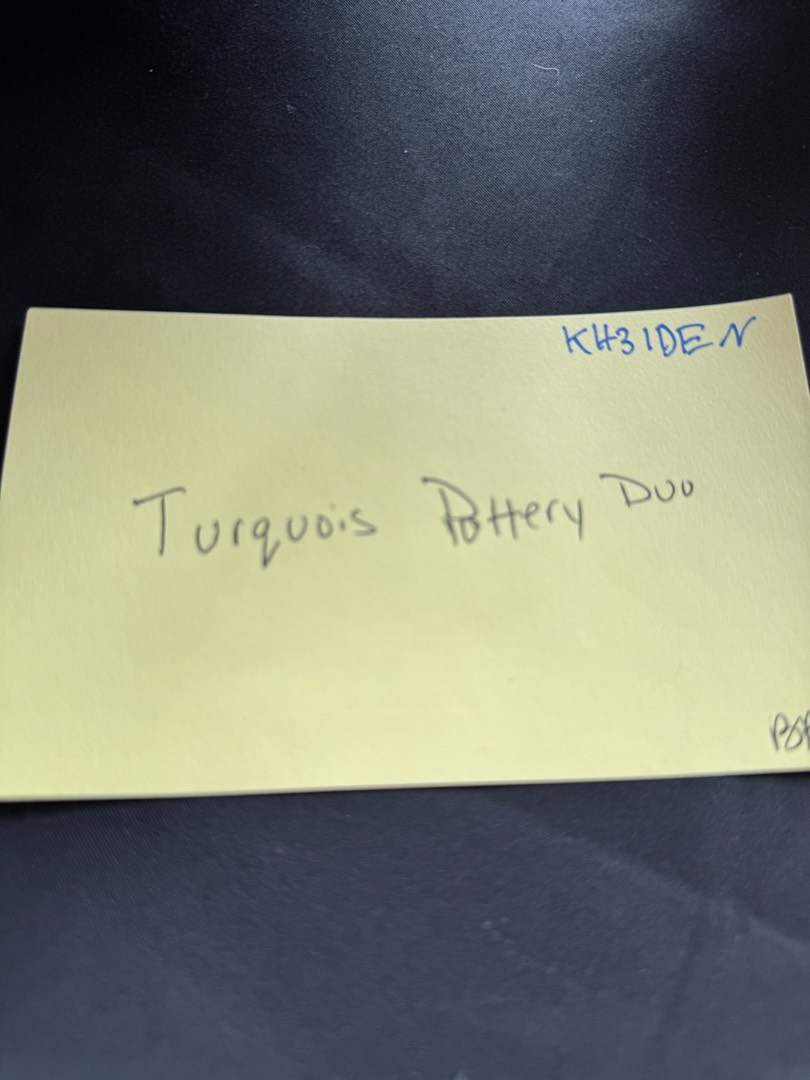 KH31DEN
Turquois Pottery Duo